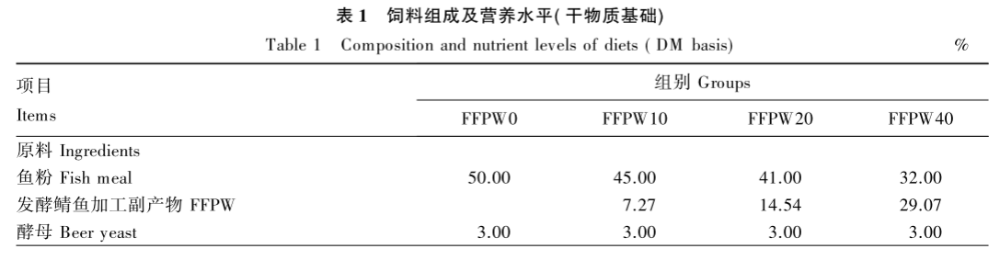 表 1 饲料组成及营养水平(干物质基础)
Table 1 Composition and nutrient levels of diets ( DM basis) %
项目 组别 Groups
Items FFPW0 FFPW10 FFPW20 FFPW40
原料 Ingredients
鱼粉 Fish meal 50.00 45.00 41.00 32.00
发酵鲭鱼加工副产物 FFPW 7.27 14.54 29.07
酵母 Beer yeast 3.00 3.00 3.00 3.00